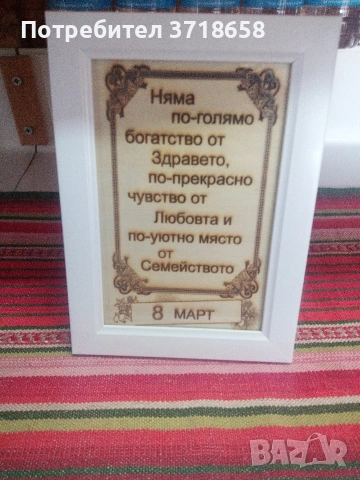 Потребител 3718658
Няма
по-голямо
богатство от
Здравето,
по-прекрасно
чувство от
Любовта и
по-уютно място
от
Семейството
8 МАРТ
BAZAR